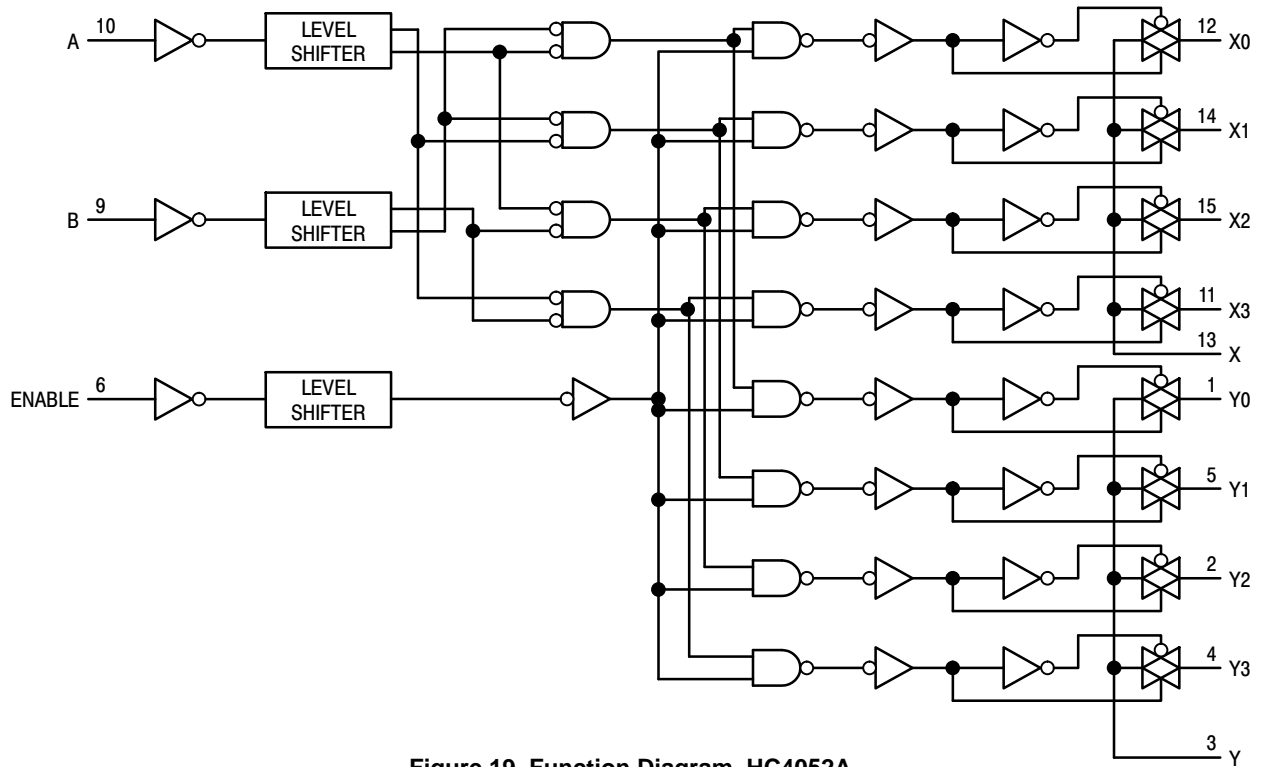 A 10 LEVEL SHIFTER 12 X0
14 X1
B 9 LEVEL SHIFTER 15 X2
11 X3
13 X
ENABLE 6 LEVEL SHIFTER 1 Y0
5 Y1
2 Y2
4 Y3
3 Y
Figure 19. Function Diagram, HC4052A